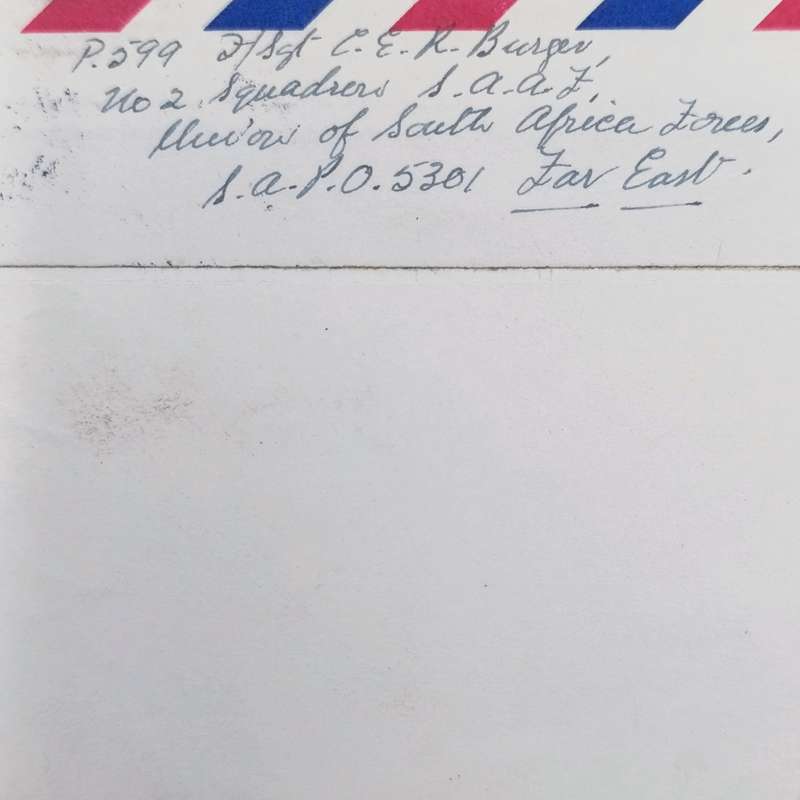 P.599 F/Sgt C.E.R. Burger,
No 2 Squadron S.A.A.F,
Union of South Africa Forces,
S.A.P.O. 5301 Far East.